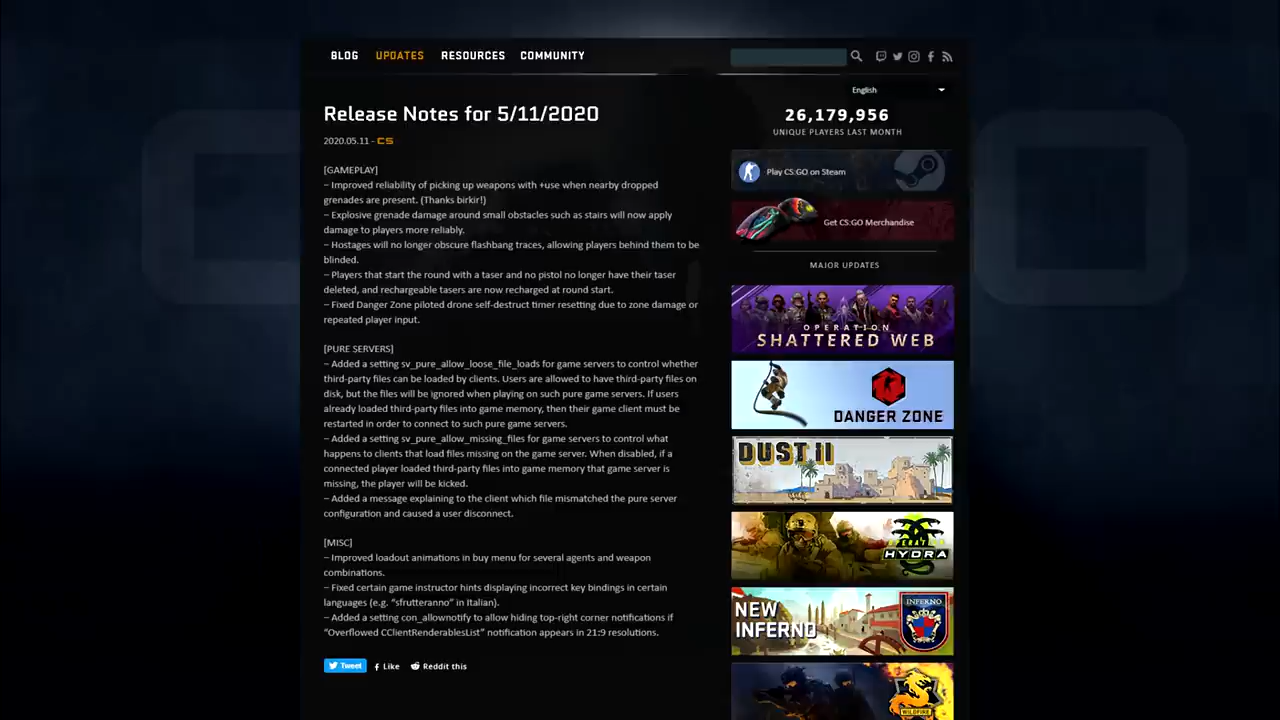 BLOG UPDATES RESOURCES COMMUNITY
English
Release Notes for 5/11/2020
2020.05.11 - CS
[GAMEPLAY]
– Improved reliability of picking up weapons with +use when nearby dropped
grenades are present. (Thanks birkir!)
– Explosive grenade damage around small obstacles such as stairs will now apply
damage to players more reliably.
– Hostages will no longer obscure flashbang traces, allowing players behind them to be
blinded.
– Players that start the round with a taser and no pistol no longer have their taser
deleted, and rechargeable tasers are now recharged at round start.
– Fixed Danger Zone piloted drone self-destruct timer resetting due to zone damage or
repeated player input.
[PURE SERVERS]
– Added a setting sv_pure_allow_loose_file_loads for game servers to control whether
third-party files can be loaded by clients. Users are allowed to have third-party files on
disk, but the files will be ignored when playing on such pure game servers. If users
already loaded third-party files into game memory, then their game client must be
restarted in order to connect to such pure game servers.
– Added a setting sv_pure_allow_missing_files for game servers to control what
happens to clients that load files missing on the game server. When disabled, if a
connected player loaded third-party files into game memory that game server is
missing, the player will be kicked.
– Added a message explaining to the client which file mismatched the pure server
configuration and caused a user disconnect.
[MISC]
– Improved loadout animations in buy menu for several agents and weapon
combinations.
– Fixed certain game instructor hints displaying incorrect key bindings in certain
languages (e.g. “sfrutteranno” in Italian).
– Added a setting con_allownotify to allow hiding top-right corner notifications if
“Overflowed CClientRenderablesList” notification appears in 21:9 resolutions.
Tweet Like Reddit this
26,179,956
UNIQUE PLAYERS LAST MONTH
Play CS:GO on Steam
Get CS:GO Merchandise
MAJOR UPDATES
OPERATION
SHATTERED WEB
DANGER ZONE
DUST II
OPERATION
HYDRA
NEW
INFERNO
INFERNO
WILDFIRE